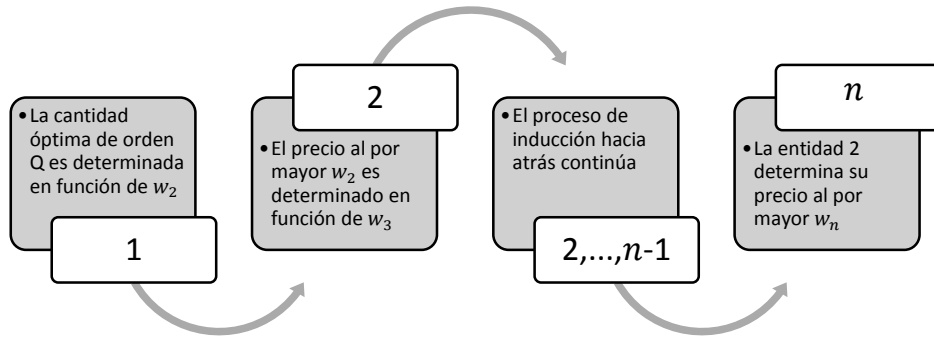 • La cantidad
óptima de orden
Q es determinada
en función de w₂
1
2
• El precio al por
mayor w₂ es
determinado en
función de w₃
• El proceso de
inducción hacia
atrás continúa
2,...,n-1
n
• La entidad 2
determina su
precio al por
mayor wₙ